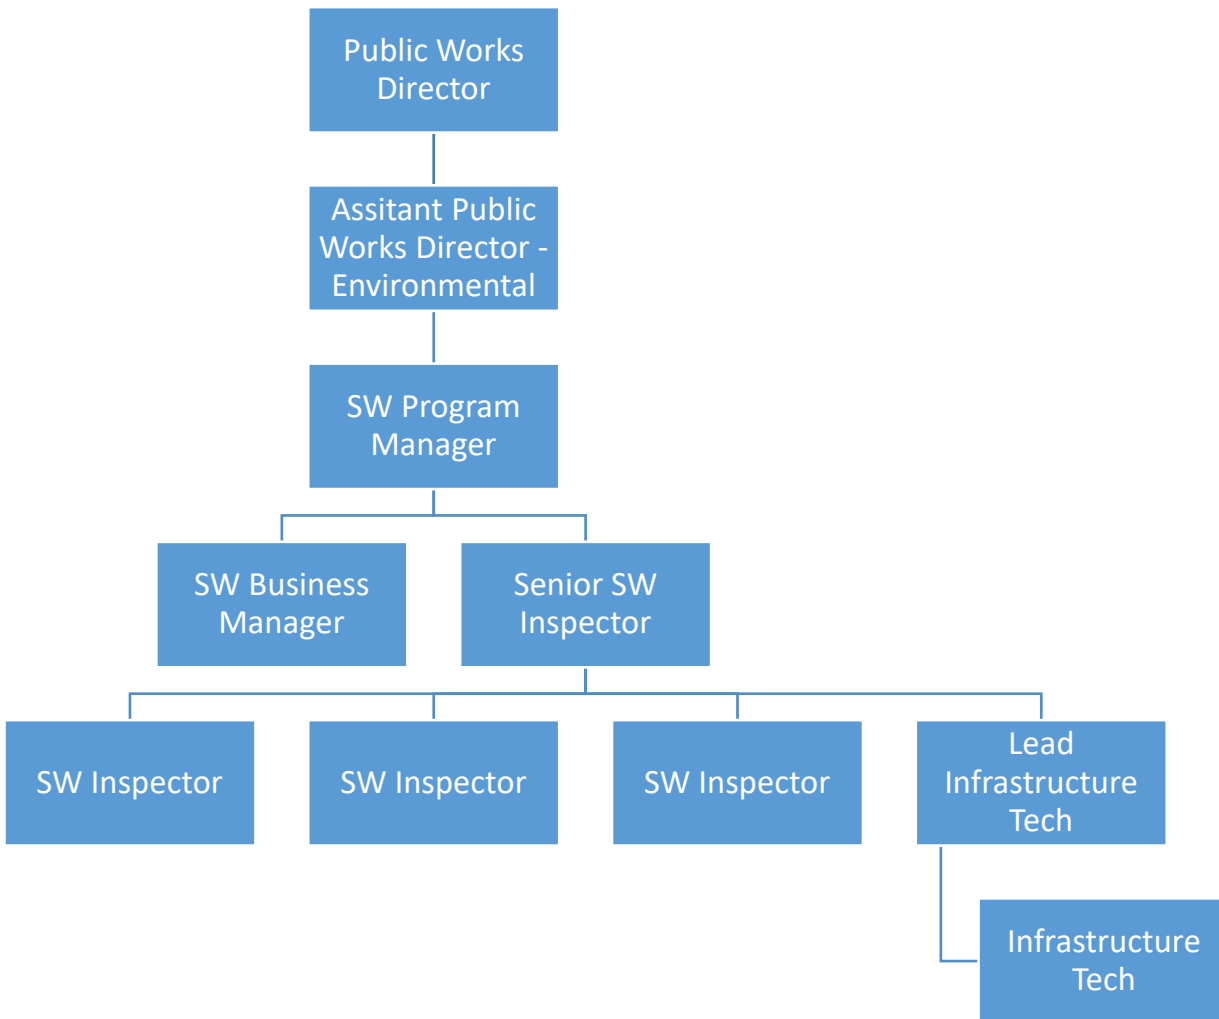 Public Works
Director
Assitant Public
Works Director -
Environmental
SW Program
Manager
SW Business
Manager
Senior SW
Inspector
SW Inspector
SW Inspector
SW Inspector
Lead
Infrastructure
Tech
Infrastructure
Tech